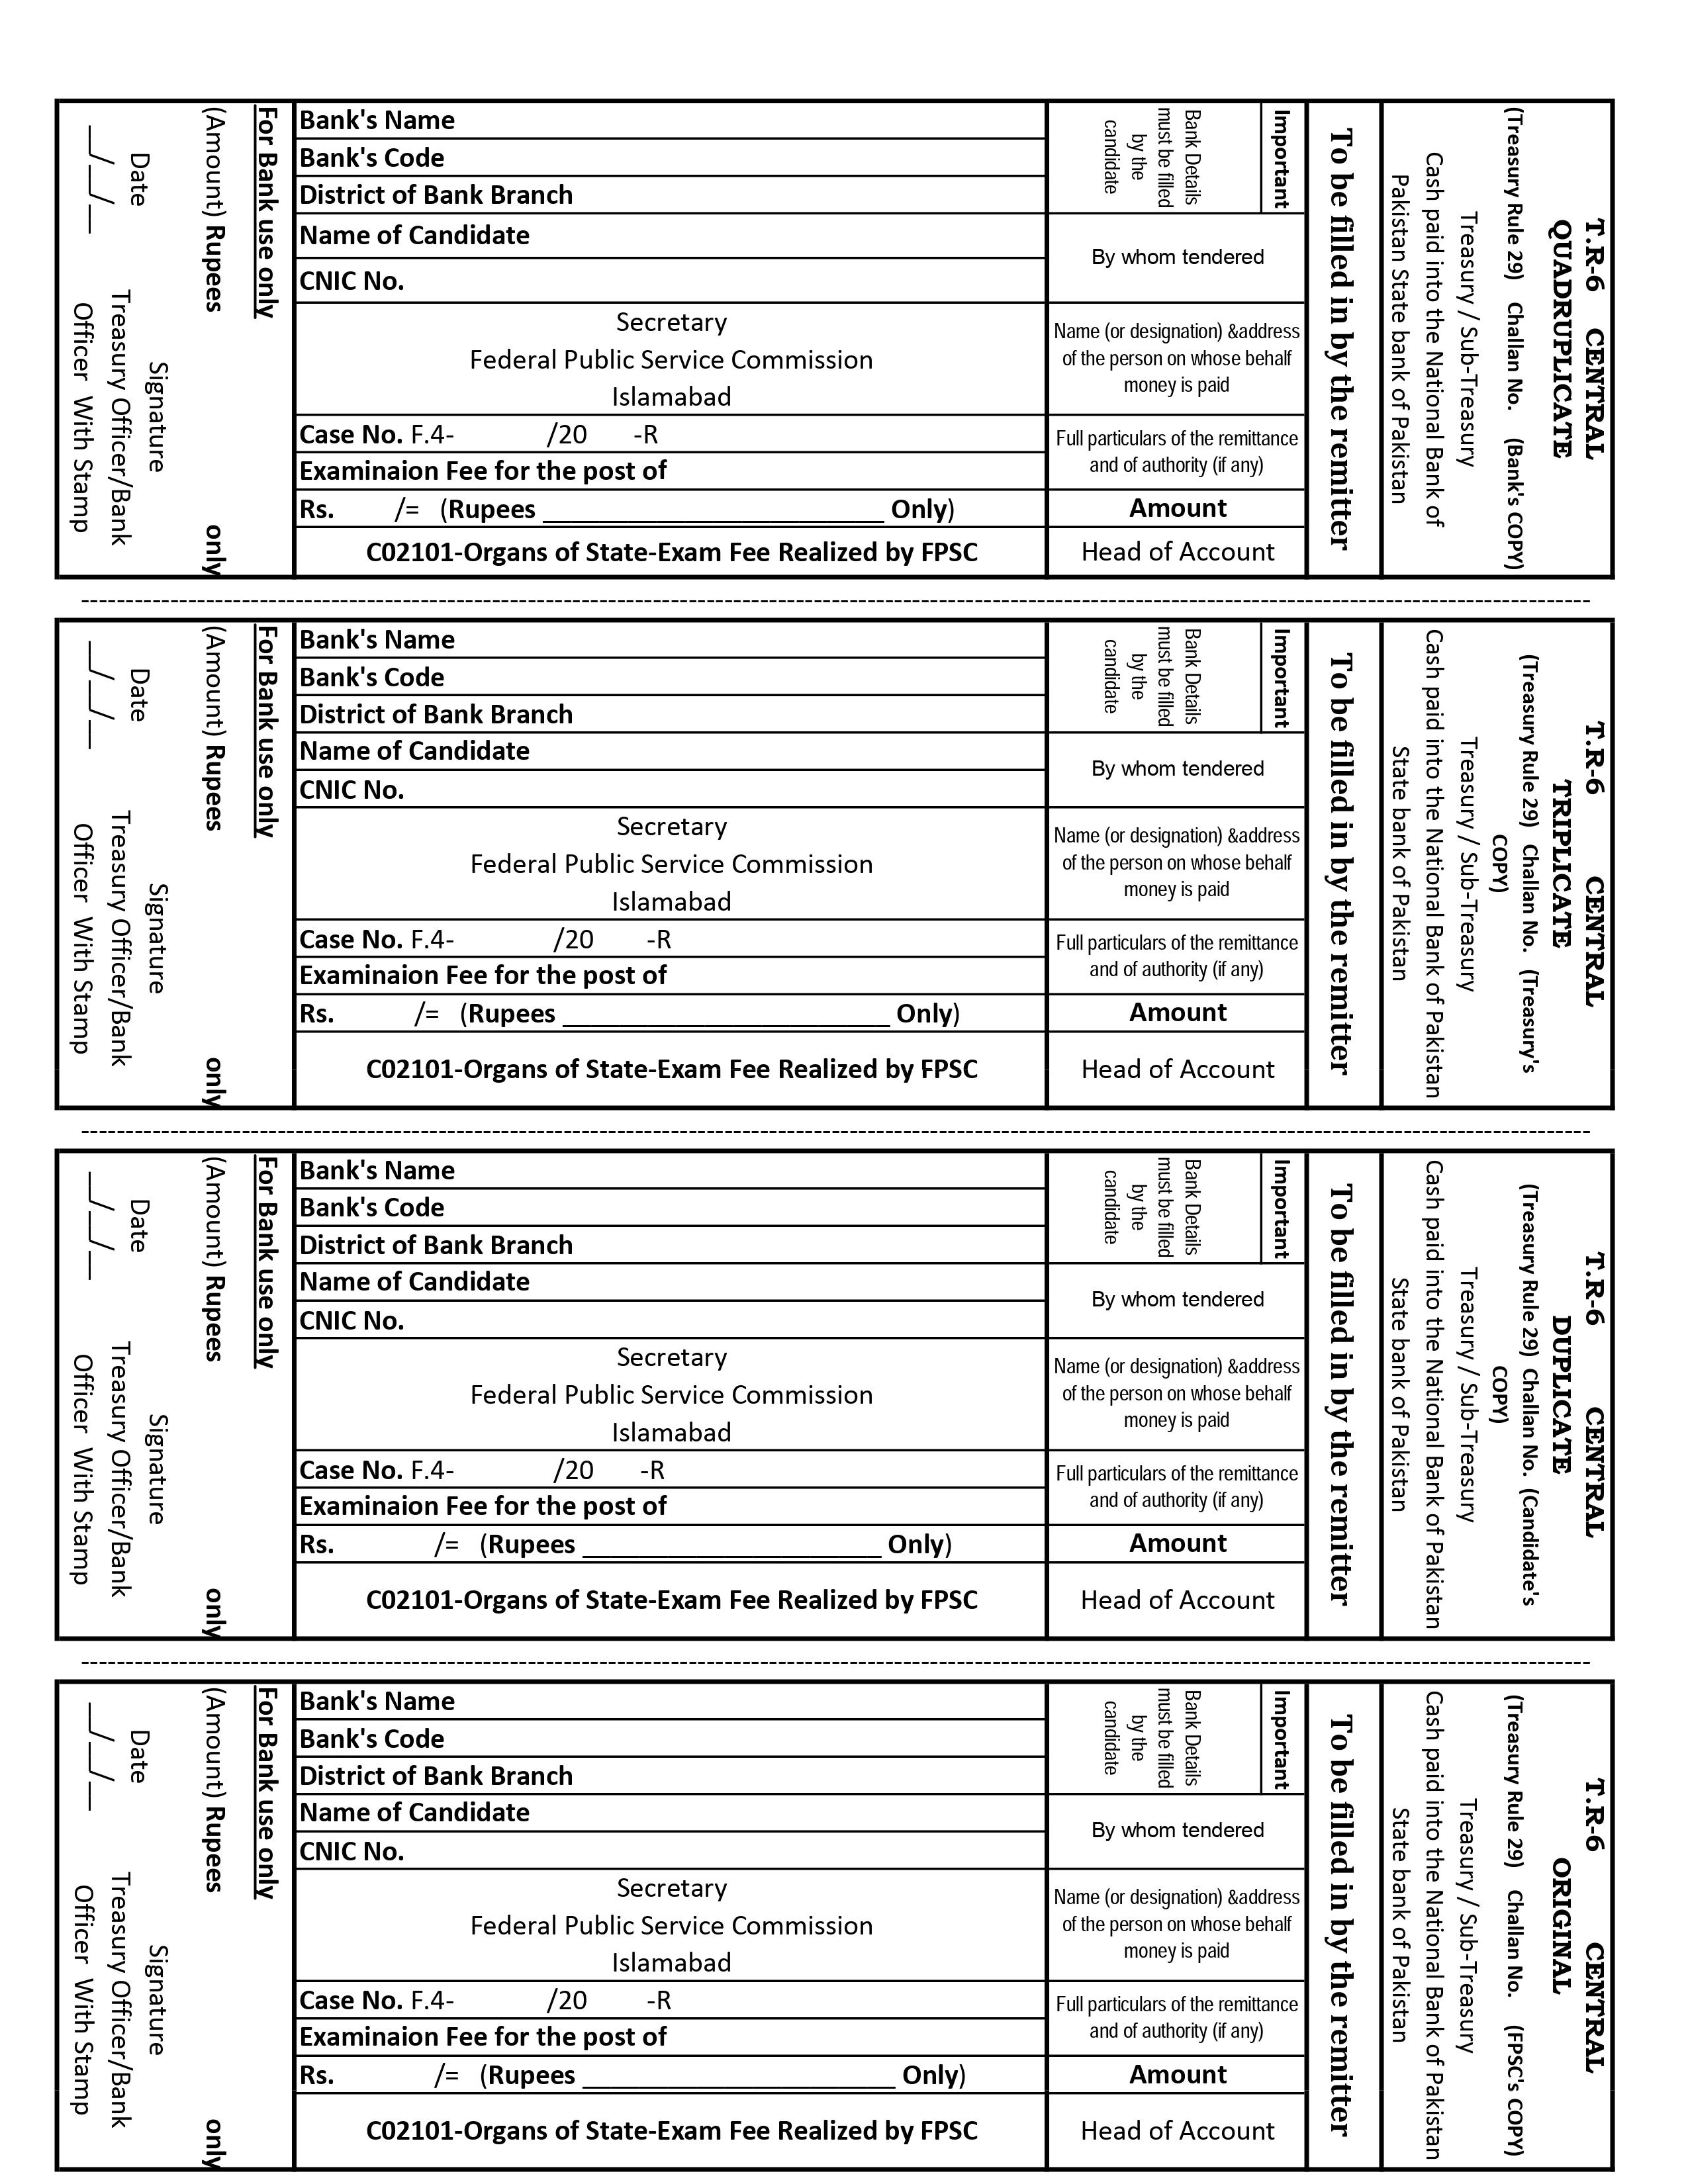 T.R-6 CENTRAL
QUADRUPLICATE
(Treasury Rule 29) Challan No. (Bank's COPY)
Treasury / Sub-Treasury
Cash paid into the National Bank of
Pakistan State bank of Pakistan
To be filled in by the remitter
Important
Bank Details
must be filled
by the
candidate
Bank's Name
Bank's Code
District of Bank Branch
By whom tendered
Name of Candidate
CNIC No.
Name (or designation) &address
of the person on whose behalf
money is paid
Secretary
Federal Public Service Commission
Islamabad
Full particulars of the remittance
and of authority (if any)
Case No. F.4- /20 -R
Examinaion Fee for the post of
Amount
Rs. /= (Rupees ________________________ Only)
Head of Account
C02101-Organs of State-Exam Fee Realized by FPSC
For Bank use only
(Amount) Rupees only
Signature
Date Treasury Officer/Bank
__/__/__ Officer With Stamp
T.R-6 CENTRAL
TRIPLICATE
(Treasury Rule 29) Challan No. (Treasury's
COPY)
Treasury / Sub-Treasury
Cash paid into the National Bank of Pakistan
State bank of Pakistan
To be filled in by the remitter
Important
Bank Details
must be filled
by the
candidate
Bank's Name
Bank's Code
District of Bank Branch
By whom tendered
Name of Candidate
CNIC No.
Name (or designation) &address
of the person on whose behalf
money is paid
Secretary
Federal Public Service Commission
Islamabad
Full particulars of the remittance
and of authority (if any)
Case No. F.4- /20 -R
Examinaion Fee for the post of
Amount
Rs. /= (Rupees _______________________ Only)
Head of Account
C02101-Organs of State-Exam Fee Realized by FPSC
For Bank use only
(Amount) Rupees only
Signature
Date Treasury Officer/Bank
__/__/__ Officer With Stamp
T.R-6 CENTRAL
DUPLICATE
(Treasury Rule 29) Challan No. (Candidate's
COPY)
Treasury / Sub-Treasury
Cash paid into the National Bank of Pakistan
State bank of Pakistan
To be filled in by the remitter
Important
Bank Details
must be filled
by the
candidate
Bank's Name
Bank's Code
District of Bank Branch
By whom tendered
Name of Candidate
CNIC No.
Name (or designation) &address
of the person on whose behalf
money is paid
Secretary
Federal Public Service Commission
Islamabad
Full particulars of the remittance
and of authority (if any)
Case No. F.4- /20 -R
Examinaion Fee for the post of
Amount
Rs. /= (Rupees _____________________ Only)
Head of Account
C02101-Organs of State-Exam Fee Realized by FPSC
For Bank use only
(Amount) Rupees only
Signature
Date Treasury Officer/Bank
__/__/__ Officer With Stamp
T.R-6 CENTRAL
ORIGINAL
(Treasury Rule 29) Challan No. (FPSC's COPY)
Treasury / Sub-Treasury
Cash paid into the National Bank of Pakistan
State bank of Pakistan
To be filled in by the remitter
Important
Bank Details
must be filled
by the
candidate
Bank's Name
Bank's Code
District of Bank Branch
By whom tendered
Name of Candidate
CNIC No.
Name (or designation) &address
of the person on whose behalf
money is paid
Secretary
Federal Public Service Commission
Islamabad
Full particulars of the remittance
and of authority (if any)
Case No. F.4- /20 -R
Examinaion Fee for the post of
Amount
Rs. /= (Rupees ______________________ Only)
Head of Account
C02101-Organs of State-Exam Fee Realized by FPSC
For Bank use only
(Amount) Rupees only
Signature
Date Treasury Officer/Bank
__/__/__ Officer With Stamp